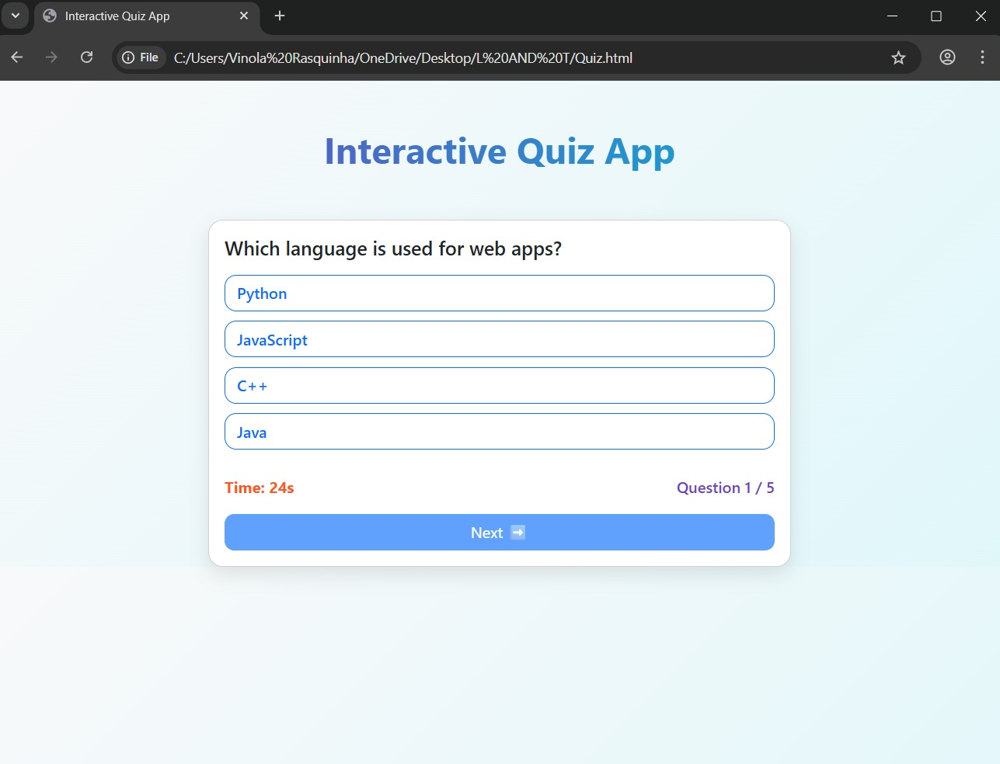 Interactive Quiz App
File C:/Users/Vinola%20Rasquinha/OneDrive/Desktop/L%20AND%20T/Quiz.html
Interactive Quiz App
Which language is used for web apps?
Python
JavaScript
C++
Java
Time: 24s Question 1 / 5
Next ➡